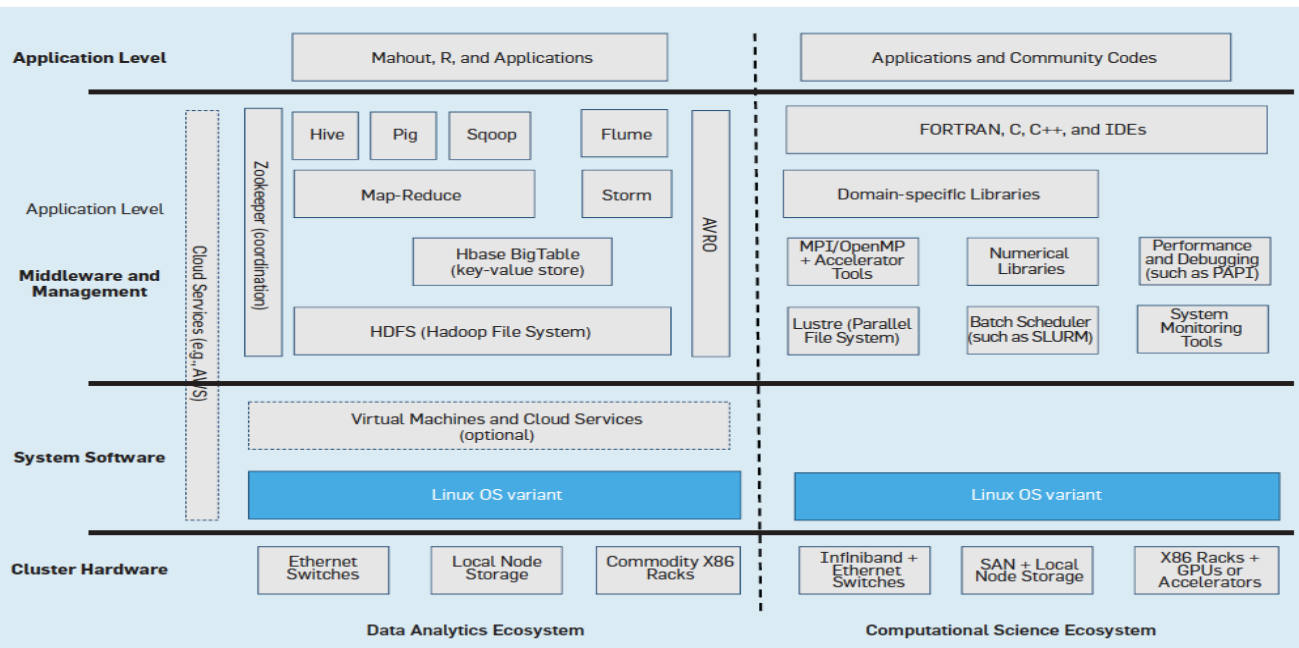 Application Level
Mahout, R, and Applications
Applications and Community Codes
Hive
Pig
Sqoop
Flume
FORTRAN, C, C++, and IDEs
Zookeeper (coordination)
AVRO
Cloud Services (e.g., AWS)
Application Level
Map-Reduce
Storm
Domain-specific Libraries
Middleware and
Management
Hbase BigTable
(key-value store)
MPI/OpenMP
+ Accelerator
Tools
Numerical
Libraries
Performance
and Debugging
(such as PAPI)
HDFS (Hadoop File System)
Lustre (Parallel
File System)
Batch Scheduler
(such as SLURM)
System
Monitoring
Tools
Virtual Machines and Cloud Services
(optional)
System Software
Linux OS variant
Linux OS variant
Cluster Hardware
Ethernet
Switches
Local Node
Storage
Commodity X86
Racks
Infiniband +
Ethernet
Switches
SAN + Local
Node Storage
X86 Racks +
GPUs or
Accelerators
Data Analytics Ecosystem
Computational Science Ecosystem